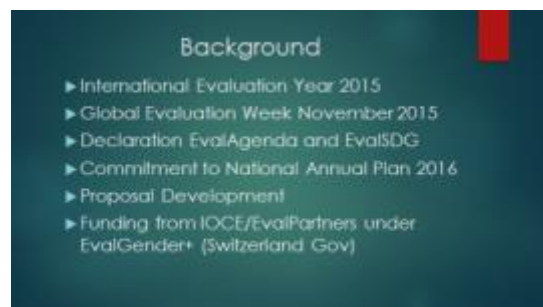 Background
International Evaluation Year 2015
Global Evaluation Week November 2015
Declaration EvalAgenda and EvalSDG
Commitment to National Annual Plan 2016
Proposal Development
Funding from IOCE/EvalPartners under
EvalGender+ (Switzerland Gov)